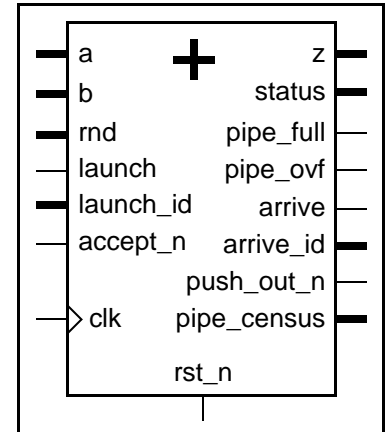 a + z
b status
rnd pipe_full
launch pipe_ovf
launch_id arrive
accept_n arrive_id
push_out_n
clk pipe_census
rst_n